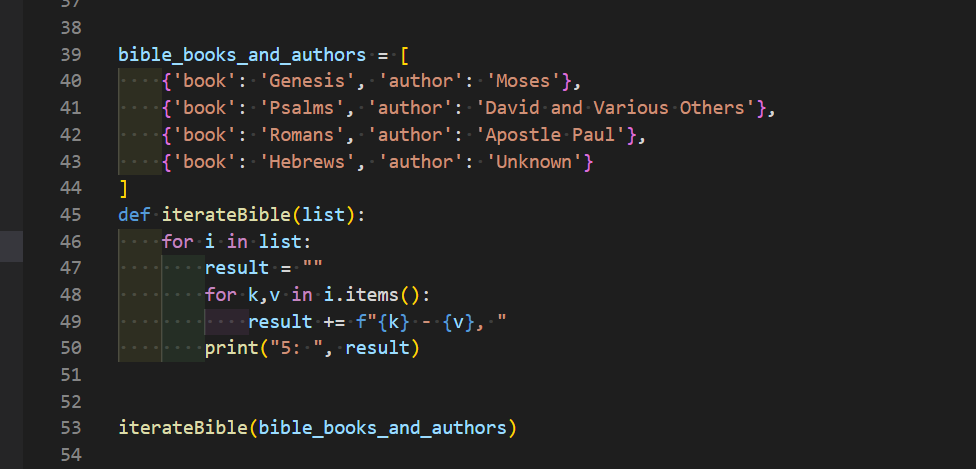 37
38
39 bible_books_and_authors = [
40     {'book': 'Genesis', 'author': 'Moses'},
41     {'book': 'Psalms', 'author': 'David and Various Others'},
42     {'book': 'Romans', 'author': 'Apostle Paul'},
43     {'book': 'Hebrews', 'author': 'Unknown'}
44 ]
45 def iterateBible(list):
46     for i in list:
47         result = ""
48         for k,v in i.items():
49             result += f"{k} - {v}, "
50         print("5: ", result)
51
52
53 iterateBible(bible_books_and_authors)
54